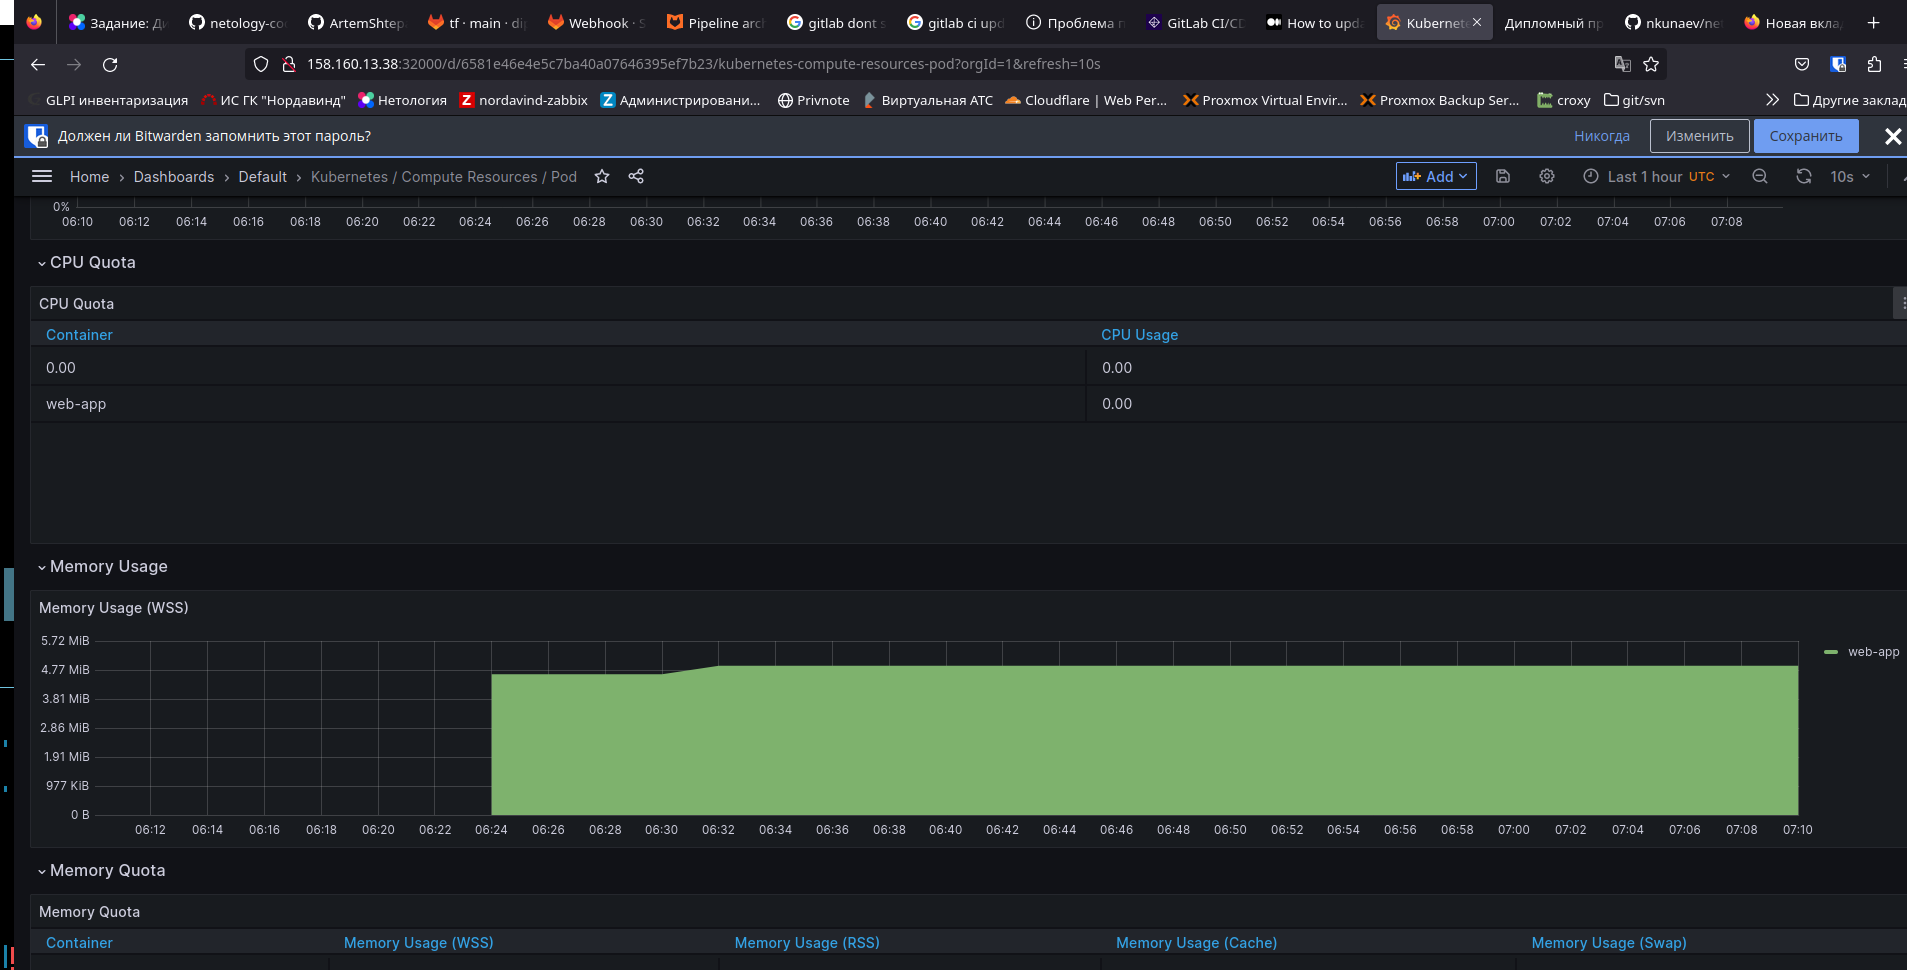 Задание: Ди
netology-co
ArtemShtep
tf · main · di
Webhook · S
Pipeline arc
gitlab dont s
gitlab ci upd
Проблема п
GitLab CI/CD
How to upda
Kubernet
Дипломный пр
nkunaev/ne
Новая вкла
158.160.13.38:32000/d/6581e46e4e5c7ba40a07646395ef7b23/kubernetes-compute-resources-pod?orgId=1&refresh=10s
GLPI инвентаризация
ИС ГК "Нордавинд"
Нетология
nordavind-zabbix
Администрировани...
Privnote
Виртуальная АТС
Cloudflare | Web Per...
Proxmox Virtual Envir...
Proxmox Backup Ser...
croxy
git/svn
Другие заклад
Должен ли Bitwarden запомнить этот пароль?
Никогда
Изменить
Сохранить
Home › Dashboards › Default › Kubernetes / Compute Resources / Pod
Add
Last 1 hour UTC
10s
0%
06:10 06:12 06:14 06:16 06:18 06:20 06:22 06:24 06:26 06:28 06:30 06:32 06:34 06:36 06:38 06:40 06:42 06:44 06:46 06:48 06:50 06:52 06:54 06:56 06:58 07:00 07:02 07:04 07:06 07:08
CPU Quota
CPU Quota
Container CPU Usage
0.00 0.00
web-app 0.00
Memory Usage
Memory Usage (WSS)
5.72 MiB
4.77 MiB
3.81 MiB
2.86 MiB
1.91 MiB
977 KiB
0 B
web-app
06:12 06:14 06:16 06:18 06:20 06:22 06:24 06:26 06:28 06:30 06:32 06:34 06:36 06:38 06:40 06:42 06:44 06:46 06:48 06:50 06:52 06:54 06:56 06:58 07:00 07:02 07:04 07:06 07:08 07:10
Memory Quota
Memory Quota
Container Memory Usage (WSS) Memory Usage (RSS) Memory Usage (Cache) Memory Usage (Swap)